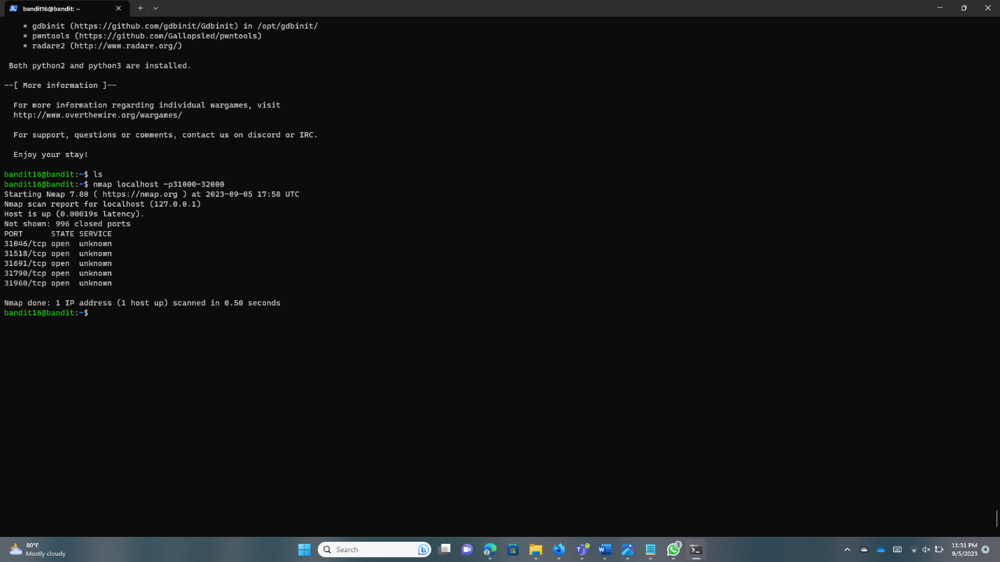 bandit16@bandit: ~
* gdbinit (https://github.com/gdbinit/Gdbinit) in /opt/gdbinit/
* pwntools (https://github.com/Gallopsled/pwntools)
* radare2 (http://www.radare.org/)
Both python2 and python3 are installed.
--[ More information ]--
For more information regarding individual wargames, visit
http://www.overthewire.org/wargames/
For support, questions or comments, contact us on discord or IRC.
Enjoy your stay!
bandit16@bandit:~$ ls
bandit16@bandit:~$ nmap localhost -p31000-32000
Starting Nmap 7.80 ( https://nmap.org ) at 2023-09-05 17:58 UTC
Nmap scan report for localhost (127.0.0.1)
Host is up (0.00019s latency).
Not shown: 996 closed ports
PORT      STATE SERVICE
31046/tcp open  unknown
31518/tcp open  unknown
31691/tcp open  unknown
31790/tcp open  unknown
31960/tcp open  unknown
Nmap done: 1 IP address (1 host up) scanned in 0.50 seconds
bandit16@bandit:~$
80°F
Mostly cloudy
Search
3
11:31 PM
9/5/2023
4